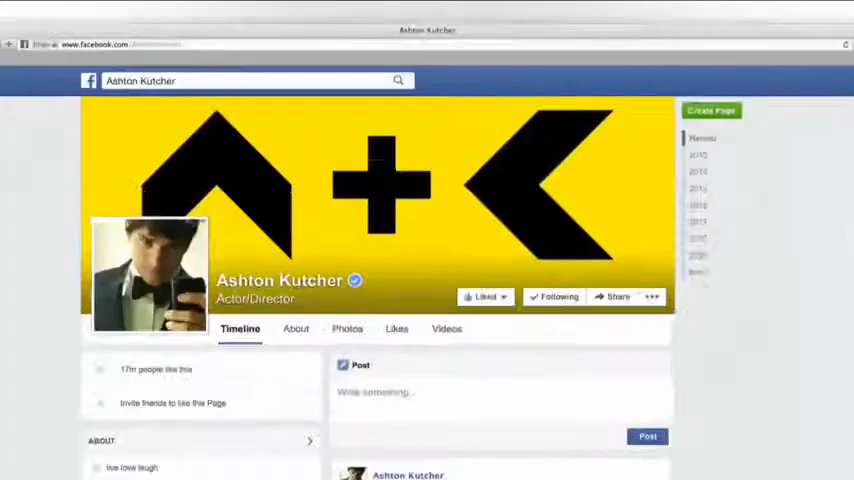 Ashton Kutcher
www.facebook.com
Ashton Kutcher
Create Page
A + K
Ashton Kutcher
Actor/Director
Liked
Following
Share
Timeline
About
Photos
Likes
Videos
17m people like this
Invite friends to like this Page
ABOUT
live love laugh
Post
Write something...
Post
Ashton Kutcher
2015